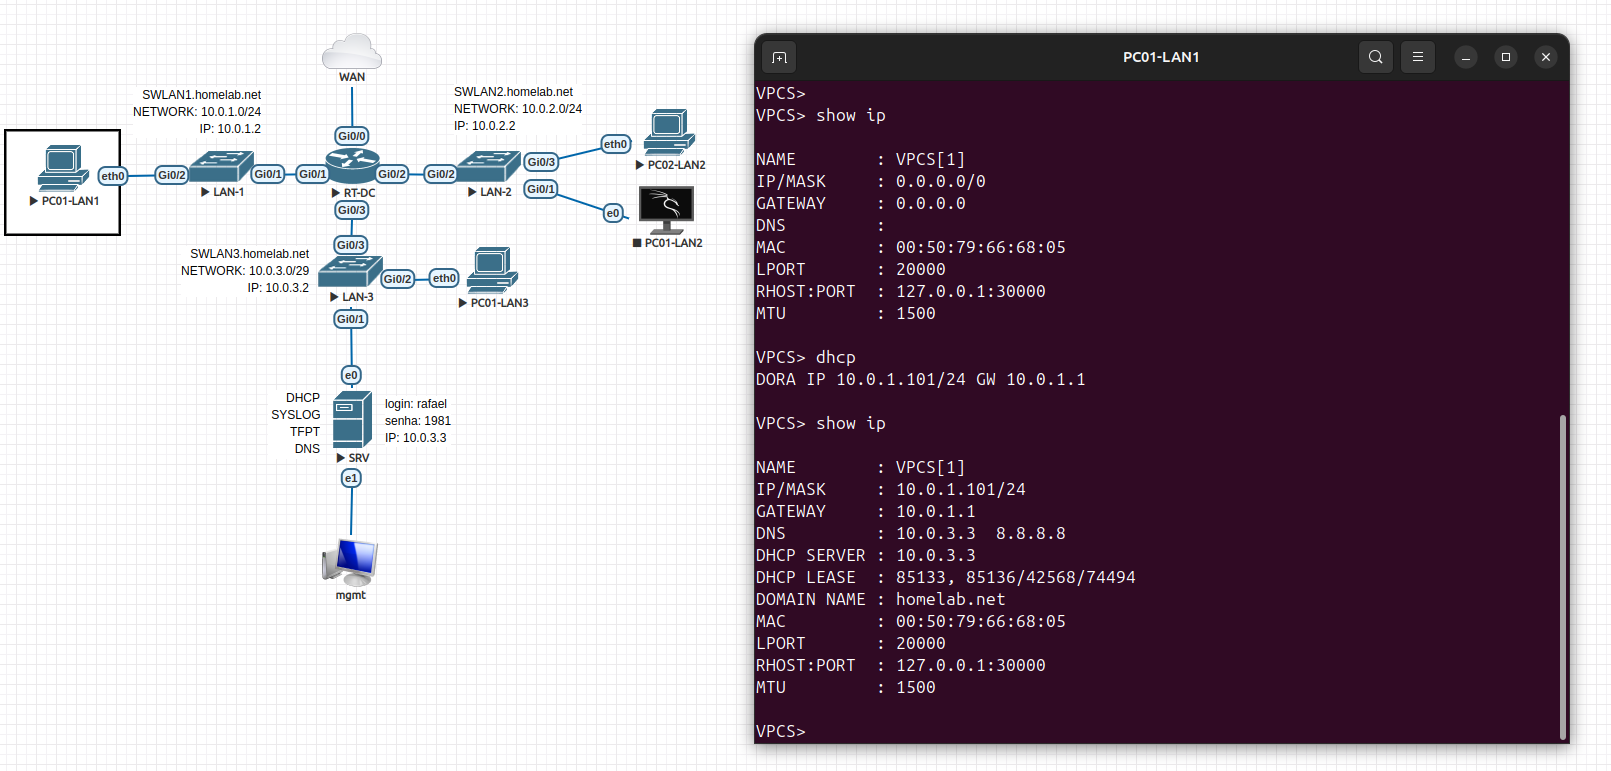 WAN
SWLAN1.homelab.net
NETWORK: 10.0.1.0/24
IP: 10.0.1.2
SWLAN2.homelab.net
NETWORK: 10.0.2.0/24
IP: 10.0.2.2
Gi0/0
eth0
Gi0/2
Gi0/1
Gi0/1
Gi0/2
Gi0/2
Gi0/3
eth0
Gi0/1
e0
PC01-LAN1
LAN-1
RT-DC
LAN-2
PC02-LAN2
PC01-LAN2
Gi0/3
Gi0/3
SWLAN3.homelab.net
NETWORK: 10.0.3.0/29
IP: 10.0.3.2
Gi0/2
eth0
LAN-3
PC01-LAN3
Gi0/1
e0
DHCP
SYSLOG
TFPT
DNS
login: rafael
senha: 1981
IP: 10.0.3.3
SRV
e1
mgmt
PC01-LAN1
VPCS>
VPCS> show ip
NAME : VPCS[1]
IP/MASK : 0.0.0.0/0
GATEWAY : 0.0.0.0
DNS :
MAC : 00:50:79:66:68:05
LPORT : 20000
RHOST:PORT : 127.0.0.1:30000
MTU : 1500
VPCS> dhcp
DORA IP 10.0.1.101/24 GW 10.0.1.1
VPCS> show ip
NAME : VPCS[1]
IP/MASK : 10.0.1.101/24
GATEWAY : 10.0.1.1
DNS : 10.0.3.3 8.8.8.8
DHCP SERVER : 10.0.3.3
DHCP LEASE : 85133, 85136/42568/74494
DOMAIN NAME : homelab.net
MAC : 00:50:79:66:68:05
LPORT : 20000
RHOST:PORT : 127.0.0.1:30000
MTU : 1500
VPCS>